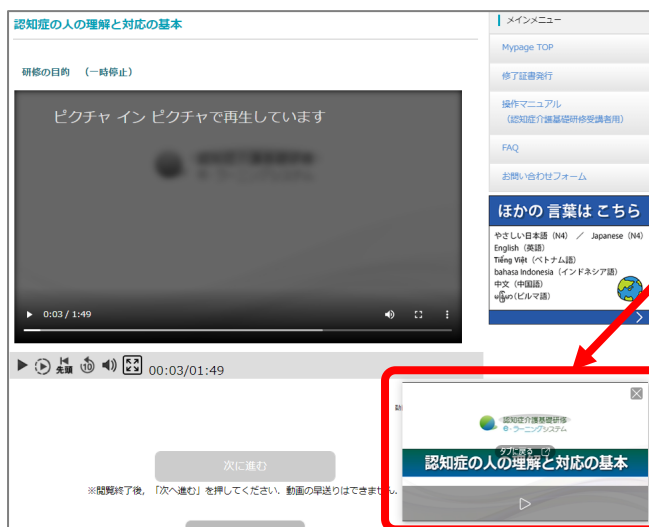 認知症の人の理解と対応の基本
研修の目的 （一時停止）
ピクチャ イン ピクチャで再生しています
0:03 / 1:49
先頭
10
00:03/01:49
次に進む
※閲覧終了後，「次へ進む」を押してください．動画の早送りはできません．
メインメニュー
Mypage TOP
修了証書発行
操作マニュアル
（認知症介護基礎研修受講者用）
FAQ
お問い合わせフォーム
ほかの 言葉は こちら
やさしい日本語（N4） ／ Japanese（N4）
English（英語）
Tiếng Việt（ベトナム語）
bahasa Indonesia（インドネシア語）
中文（中国語）
မြန်မာ(ビルマ語)
認知症介護基礎研修
e-ラーニングシステム
タブに戻る
認知症の人の理解と対応の基本